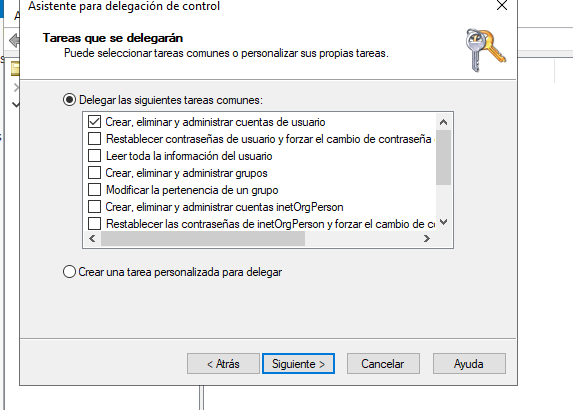 Asistente para delegación de control
Tareas que se delegarán
Puede seleccionar tareas comunes o personalizar sus propias tareas.
Delegar las siguientes tareas comunes:
Crear, eliminar y administrar cuentas de usuario
Restablecer contraseñas de usuario y forzar el cambio de contraseña
Leer toda la información del usuario
Crear, eliminar y administrar grupos
Modificar la pertenencia de un grupo
Crear, eliminar y administrar cuentas inetOrgPerson
Restablecer las contraseñas de inetOrgPerson y forzar el cambio de
Crear una tarea personalizada para delegar
< Atrás
Siguiente >
Cancelar
Ayuda